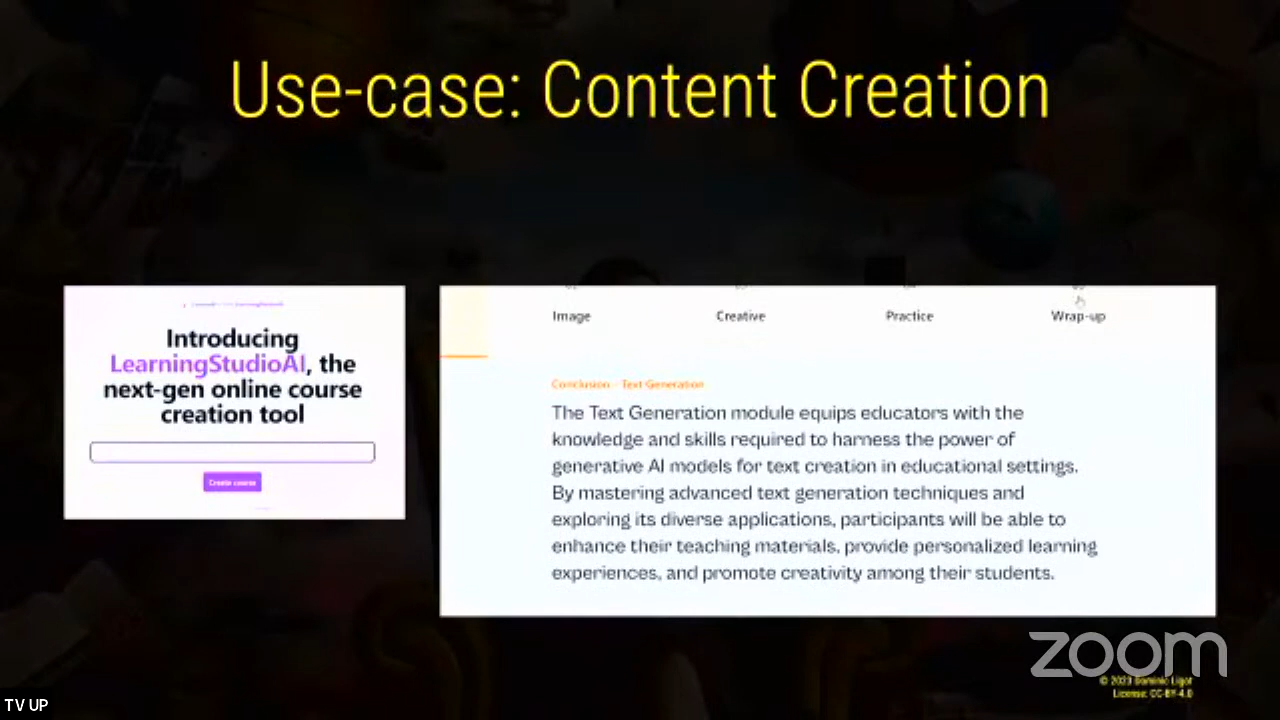 Use-case: Content Creation
Introducing
LearningStudioAI, the
next-gen online course
creation tool
Create course
Image
Creative
Practice
Wrap-up
Conclusion - Text Generation
The Text Generation module equips educators with the
knowledge and skills required to harness the power of
generative AI models for text creation in educational settings.
By mastering advanced text generation techniques and
exploring its diverse applications, participants will be able to
enhance their teaching materials, provide personalized learning
experiences, and promote creativity among their students.
zoom
© 2023 Dominic Ligot
License: CC-BY-4.0
TV UP